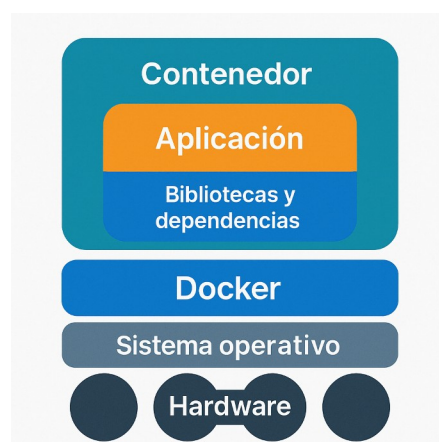 Contenedor
Aplicación
Bibliotecas y
dependencias
Docker
Sistema operativo
Hardware